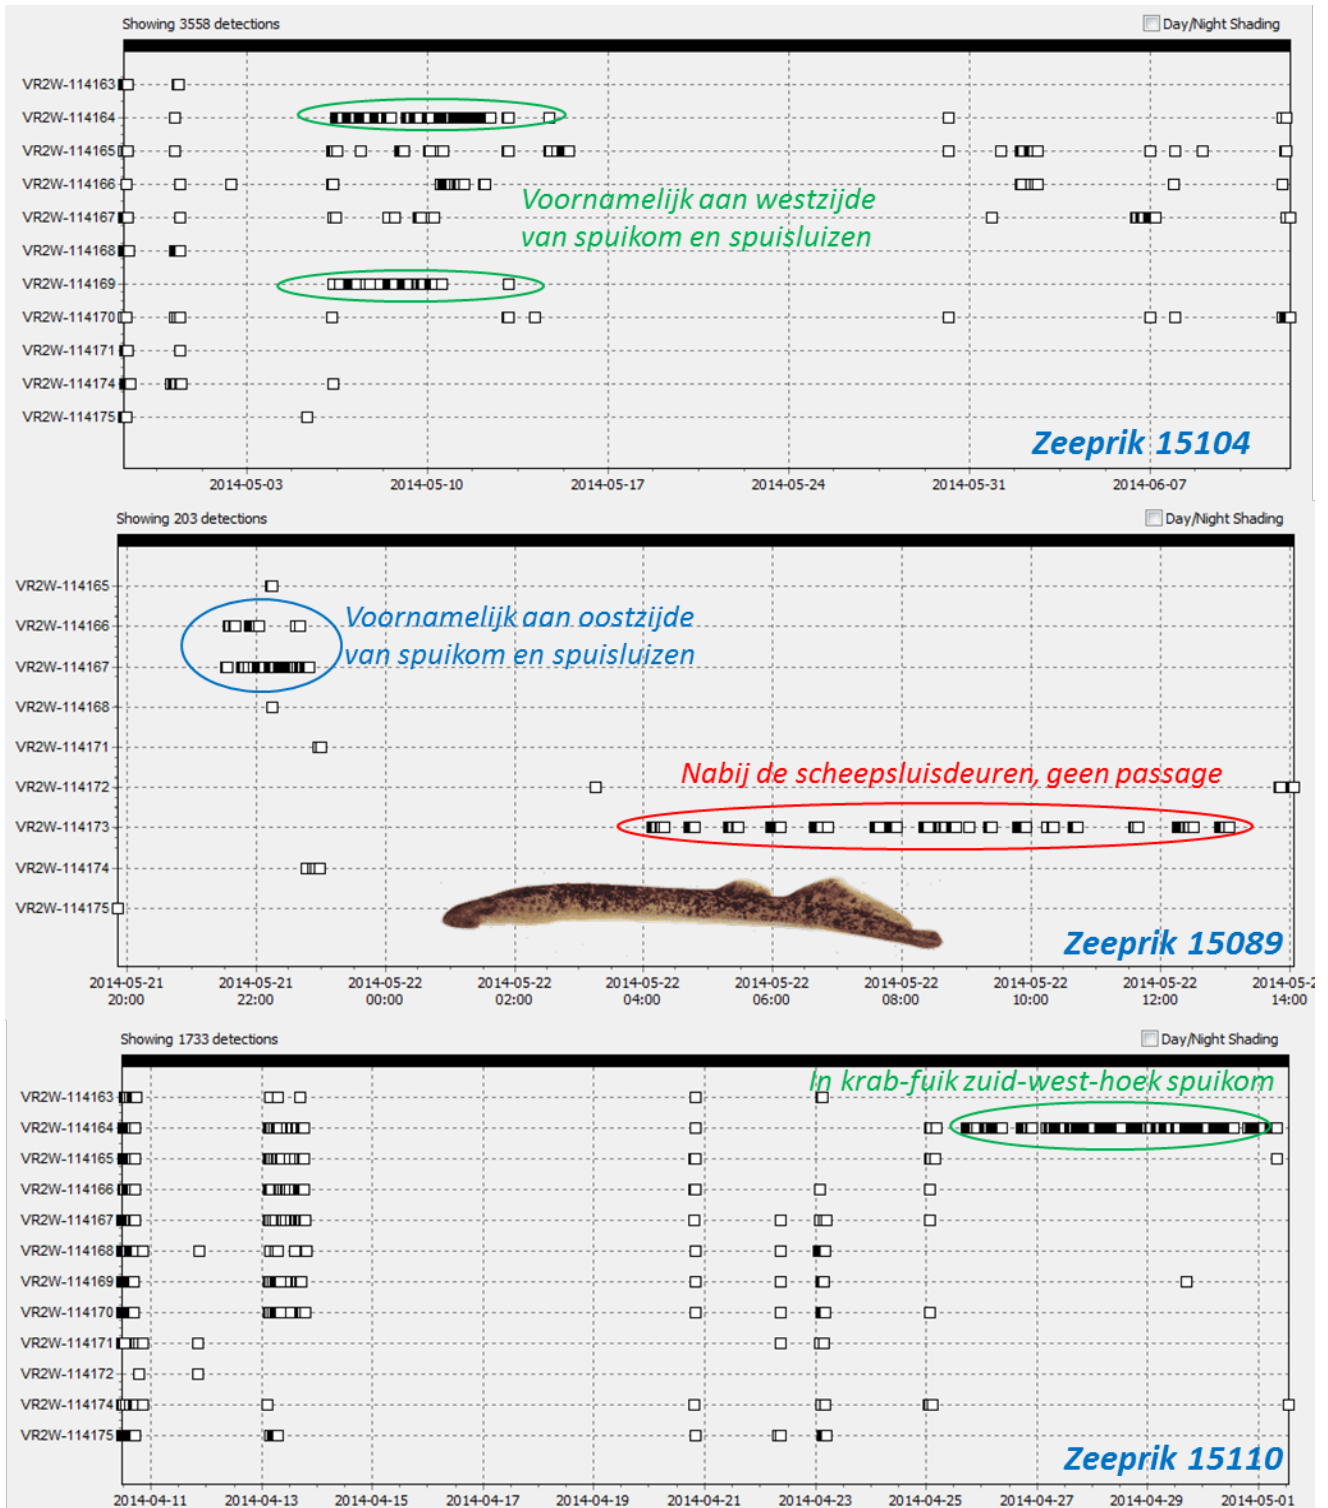 Showing 3558 detections
Day/Night Shading
VR2W-114163
VR2W-114164
VR2W-114165
VR2W-114166
VR2W-114167
VR2W-114168
VR2W-114169
VR2W-114170
VR2W-114171
VR2W-114174
VR2W-114175
Voornamelijk aan westzijde
van spuikom en spuisluizen
Zeeprik 15104
2014-05-03
2014-05-10
2014-05-17
2014-05-24
2014-05-31
2014-06-07
Showing 203 detections
Day/Night Shading
VR2W-114165
VR2W-114166
VR2W-114167
VR2W-114168
VR2W-114171
VR2W-114172
VR2W-114173
VR2W-114174
VR2W-114175
Voornamelijk aan oostzijde
van spuikom en spuisluizen
Nabij de scheepsluisdeuren, geen passage
Zeeprik 15089
2014-05-21 20:00
2014-05-21 22:00
2014-05-22 00:00
2014-05-22 02:00
2014-05-22 04:00
2014-05-22 06:00
2014-05-22 08:00
2014-05-22 10:00
2014-05-22 12:00
2014-05-2 14:00
Showing 1733 detections
Day/Night Shading
In krab-fuik zuid-west-hoek spuikom
VR2W-114163
VR2W-114164
VR2W-114165
VR2W-114166
VR2W-114167
VR2W-114168
VR2W-114169
VR2W-114170
VR2W-114171
VR2W-114172
VR2W-114174
VR2W-114175
Zeeprik 15110
2014-04-11
2014-04-13
2014-04-15
2014-04-17
2014-04-19
2014-04-21
2014-04-23
2014-04-25
2014-04-27
2014-04-29
2014-05-01